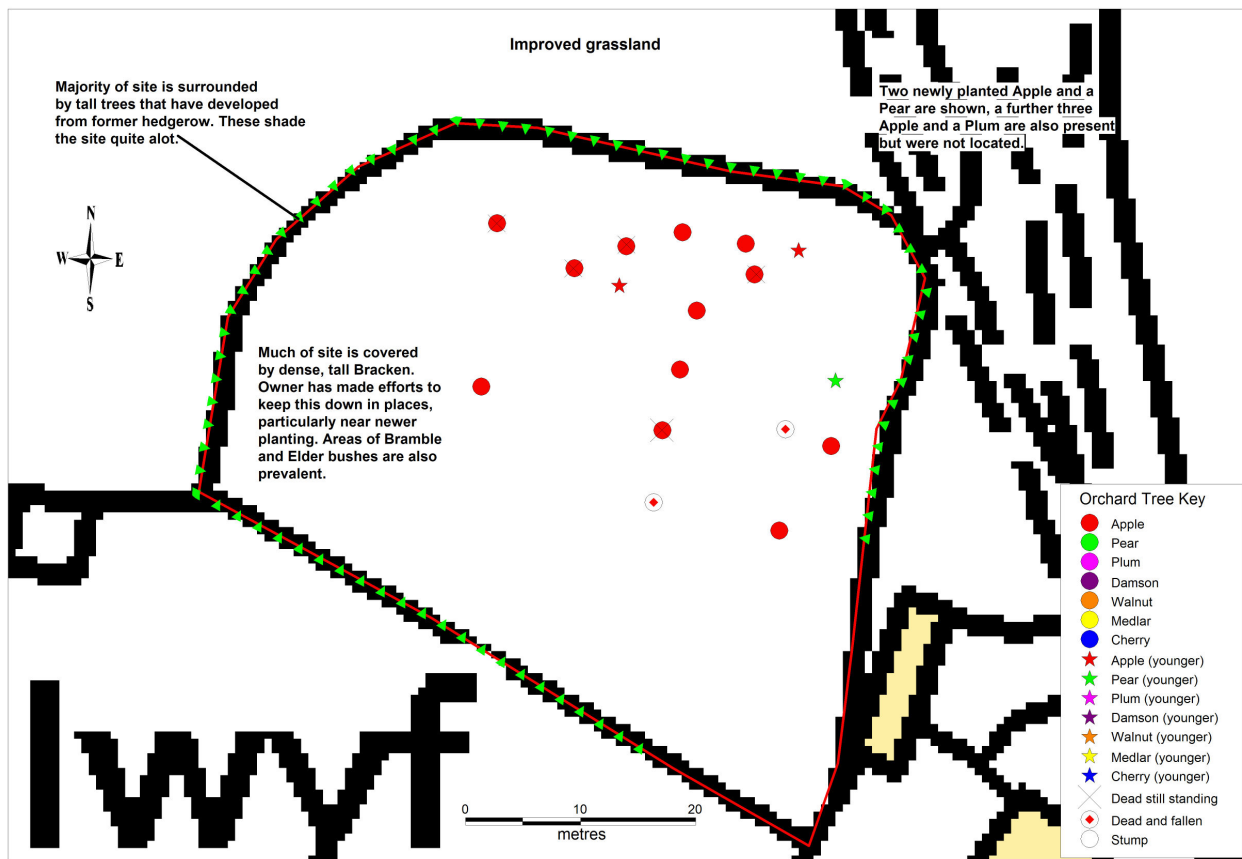 Improved grassland
Majority of site is surrounded
by tall trees that have developed
from former hedgerow. These shade
the site quite alot.
Two newly planted Apple and a
Pear are shown, a further three
Apple and a Plum are also present
but were not located.
N
W
E
S
Much of site is covered
by dense, tall Bracken.
Owner has made efforts to
keep this down in places,
particularly near newer
planting. Areas of Bramble
and Elder bushes are also
prevalent.
Orchard Tree Key
Apple
Pear
Plum
Damson
Walnut
Medlar
Cherry
Apple (younger)
Pear (younger)
Plum (younger)
Damson (younger)
Walnut (younger)
Medlar (younger)
Cherry (younger)
Dead still standing
Dead and fallen
Stump
lwyf
0 10 20
metres